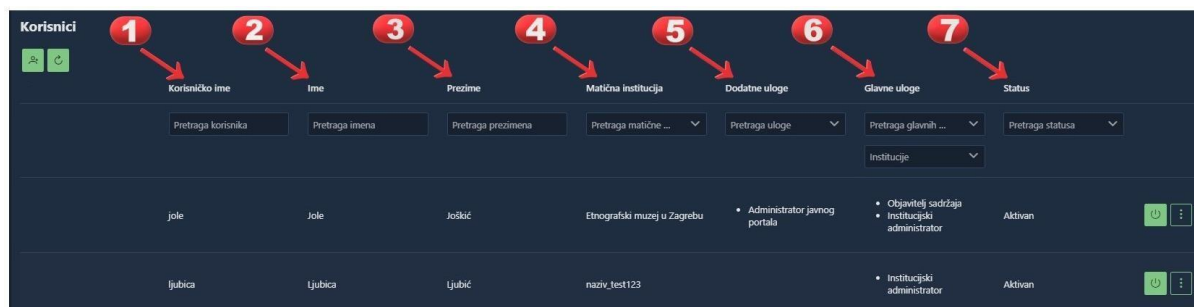 Korisnici
1 2 3 4 5 6 7
Korisničko ime Ime Prezime Matična institucija Dodatne uloge Glavne uloge Status
Pretraga korisnika Pretraga imena Pretraga prezimena Pretraga matične ... Pretraga uloge Pretraga glavnih ... Pretraga statusa
Institucije
jole Jole Joškić Etnografski muzej u Zagrebu • Administrator javnog portala • Objavitelj sadržaja • Institucijski administrator Aktivan
ljubica Ljubica Ljubić naziv_test123 • Institucijski administrator Aktivan